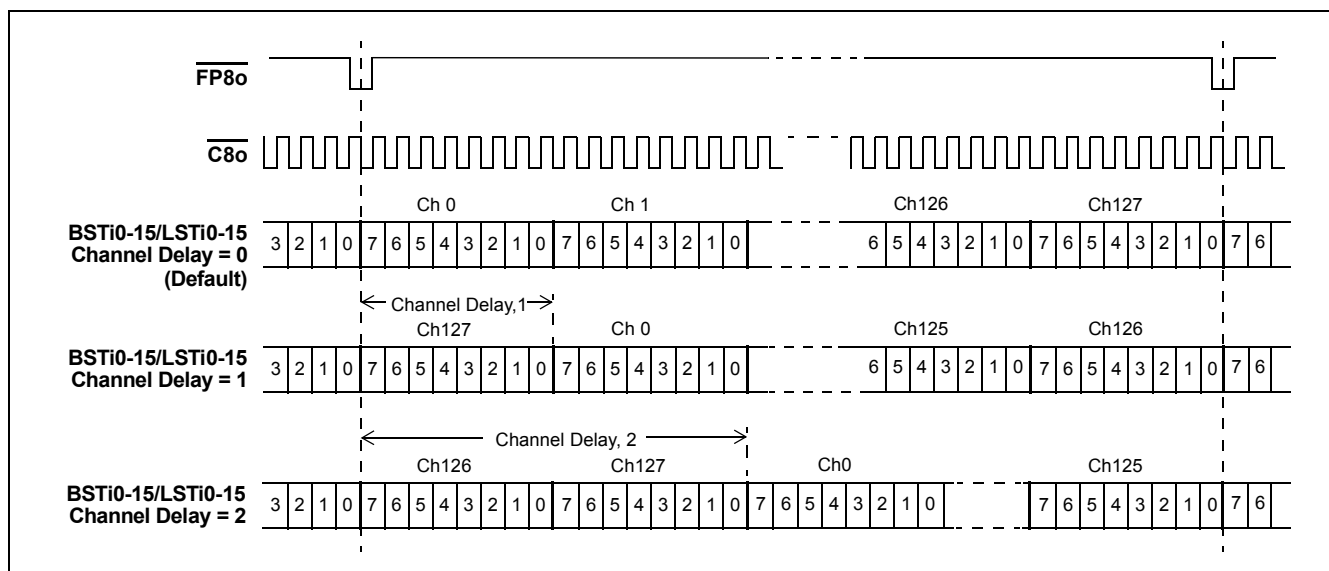 FP8o
C8o
Ch 0 Ch 1 Ch126 Ch127
BSTi0-15/LSTi0-15
Channel Delay = 0
(Default)
3 2 1 0 7 6 5 4 3 2 1 0 7 6 5 4 3 2 1 0 6 5 4 3 2 1 0 7 6 5 4 3 2 1 0 7 6
Channel Delay,1
Ch127 Ch 0 Ch125 Ch126
BSTi0-15/LSTi0-15
Channel Delay = 1
3 2 1 0 7 6 5 4 3 2 1 0 7 6 5 4 3 2 1 0 6 5 4 3 2 1 0 7 6 5 4 3 2 1 0 7 6
Channel Delay, 2
Ch126 Ch127 Ch0 Ch125
BSTi0-15/LSTi0-15
Channel Delay = 2
3 2 1 0 7 6 5 4 3 2 1 0 7 6 5 4 3 2 1 0 7 6 5 4 3 2 1 0 7 6 5 4 3 2 1 0 7 6